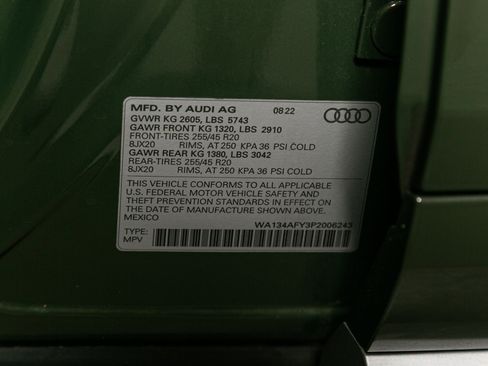 MFD. BY AUDI AG 08.22
GVWR KG 2605, LBS 5743
GAWR FRONT KG 1320, LBS 2910
FRONT-TIRES 255/45 R20
8JX20 RIMS, AT 250 KPA 36 PSI COLD
GAWR REAR KG 1380, LBS 3042
REAR-TIRES 255/45 R20
8JX20 RIMS, AT 250 KPA 36 PSI COLD
THIS VEHICLE CONFORMS TO ALL APPLICABLE
U.S. FEDERAL MOTOR VEHICLE SAFETY AND
THEFT PREVENTION STANDARDS IN EFFECT ON
THE DATE OF MANUFACTURE SHOWN ABOVE.
MEXICO
WA134AFY3P2006243
TYPE:
MPV